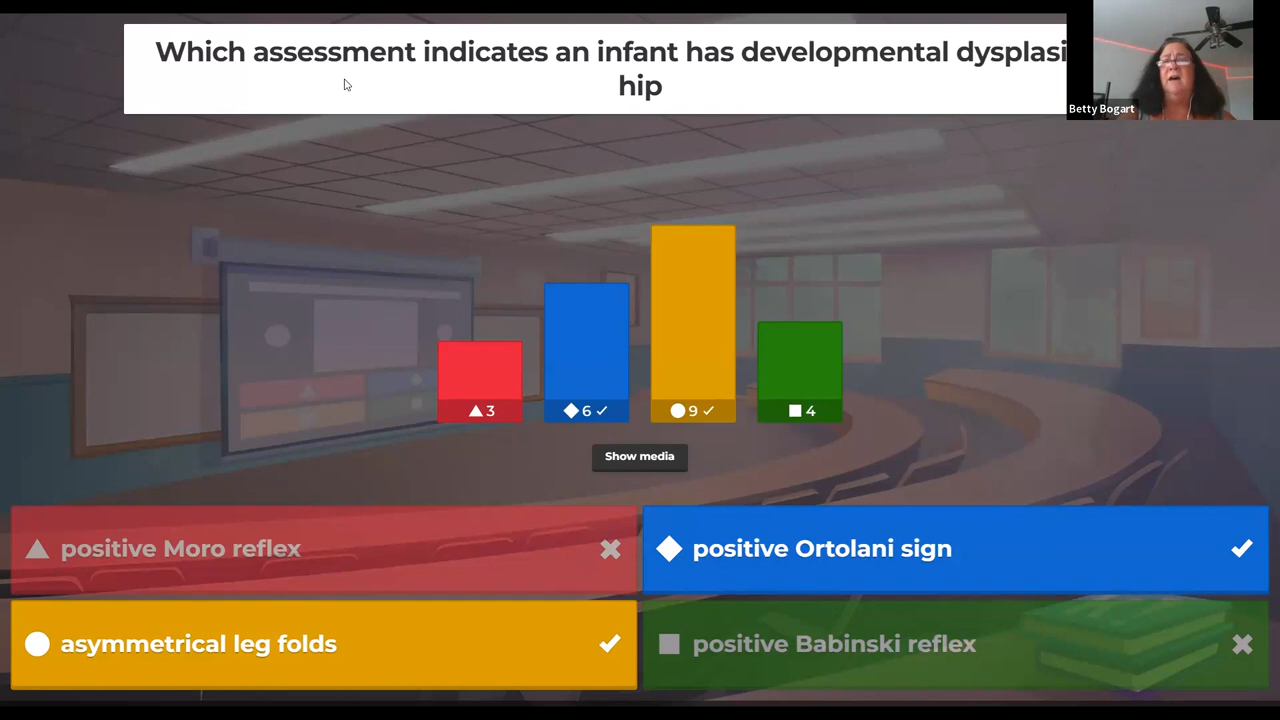 Which assessment indicates an infant has developmental
hip
Betty Bogart
3
6
9
4
Show media
positive Moro reflex
positive Ortolani sign
asymmetrical leg folds
positive Babinski reflex